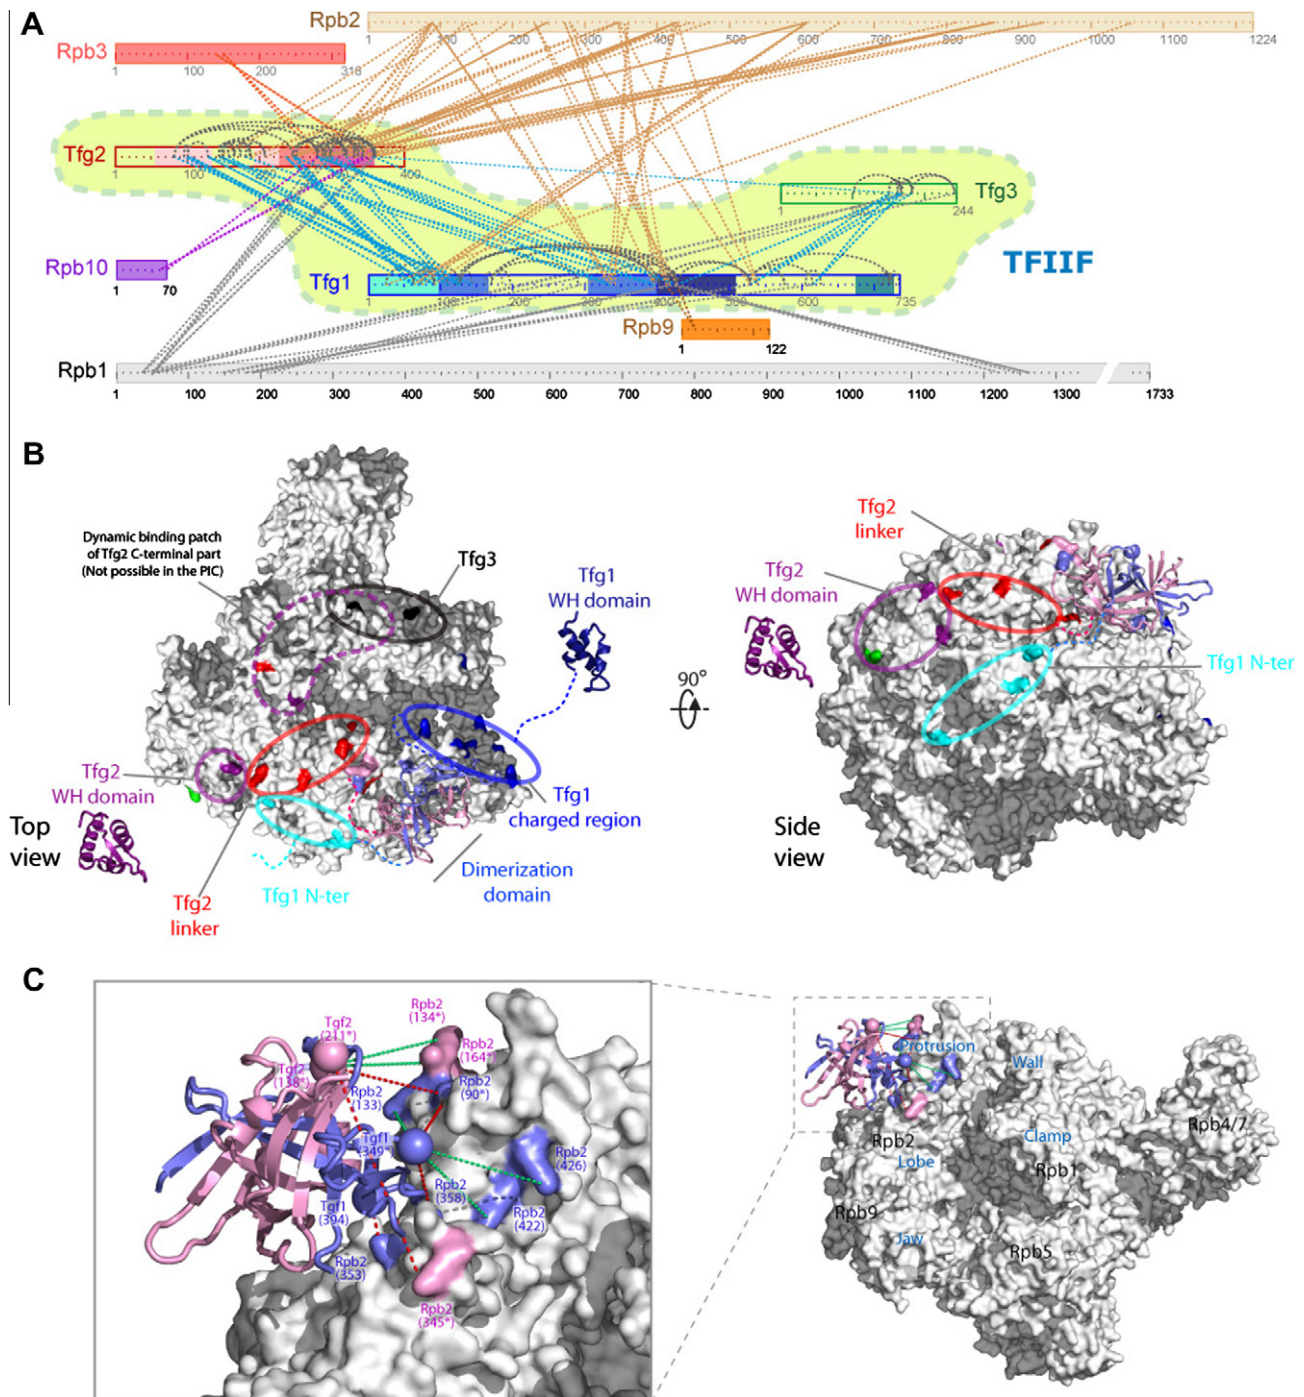 A
Rpb2
1 100 200 300 400 500 600 700 800 900 1000 1100 1224
Rpb3
1 100 200 318
Tfg2
1 100 200 300 400
Tfg3
1 244
Rpb10
1 70
Tfg1
1 100 200 300 400 500 600 735
TFIIF
Rpb9
1 122
Rpb1
1 100 200 300 400 500 600 700 800 900 1000 1100 1200 1300 1733
B
Dynamic binding patch
of Tfg2 C-terminal part
(Not possible in the PIC)
Tfg3
Tfg1
WH domain
Tfg2
WH domain
Top
view
Tfg2
linker
Tfg1 N-ter
Tfg1
charged region
Dimerization
domain
90°
Tfg2
linker
Tfg2
WH domain
Tfg1 N-ter
Side
view
C
Tgf2
(211*)
Rpb2
(134*)
Rpb2
(164*)
Tgf2
(138*)
Rpb2
(133)
Rpb2
(90*)
Tgf1
(349*)
Rpb2
(426)
Rpb2
(358)
Tgf1
(394)
Rpb2
(422)
Rpb2
(353)
Rpb2
(345*)
Protrusion
Wall
Rpb2
Lobe
Clamp
Rpb1
Rpb4/7
Rpb9
Jaw
Rpb5